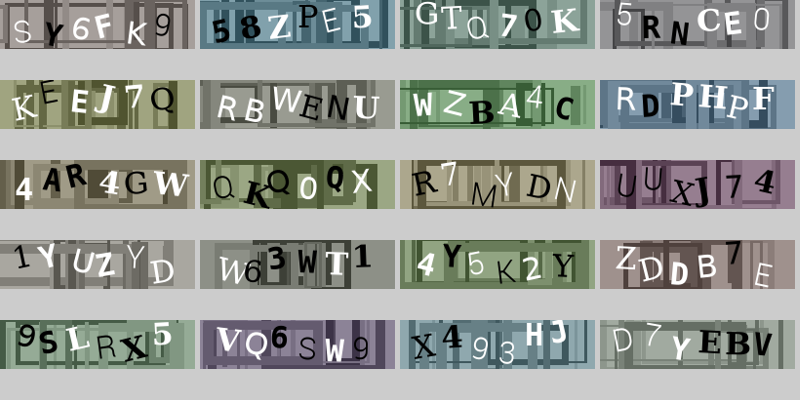 SY6FK9 58ZPE5 GTQ70K 5RNCE0
KEEJ7Q RBWENU WZBA4C RDPHPF
4AR4GW QKQ0QX R7MYDN UUXJ74
1YUZYD W63WT1 4Y5K2Y ZDDB7E
9SLRX5 VQ6SW9 X493HJ D7YEBV